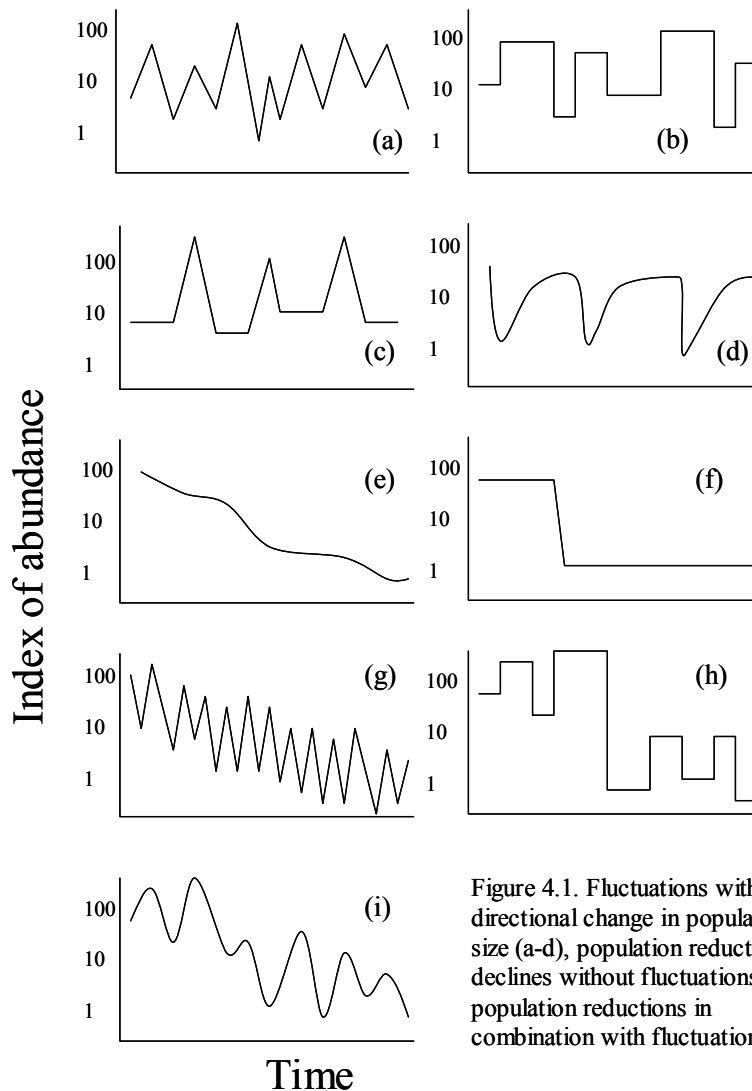 Index of abundance
100
10
1
(a)
100
10
1
(b)
100
10
1
(c)
100
10
1
(d)
100
10
1
(e)
100
10
1
(f)
100
10
1
(g)
100
10
1
(h)
100
10
1
(i)
Time
Figure 4.1. Fluctuations with
directional change in popula
size (a-d), population reduct
declines without fluctuations
population reductions in
combination with fluctuation